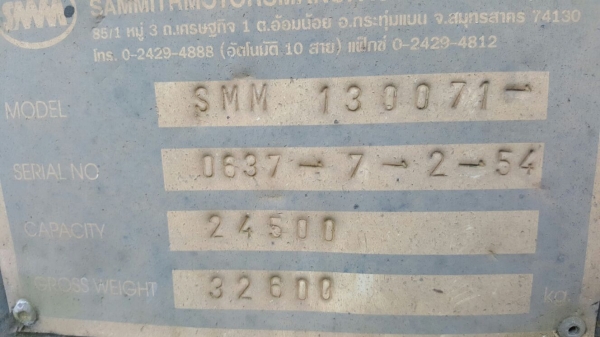 SMM SAMMITRMOTORSMANU
85/1 หมู่ 3 ถ.เศรษฐกิจ 1 ต.อ้อมน้อย อ.กระทุ่มแบน จ.สมุทรสาคร 74130
โทร. 0-2429-4888 (อัตโนมัติ 10 สาย) แฟ็กซ์ 0-2429-4812
MODEL SMM 130071-
SERIAL NO 0637-7-2-54
CAPACITY 24500
GROSS WEIGHT 32600 kg.